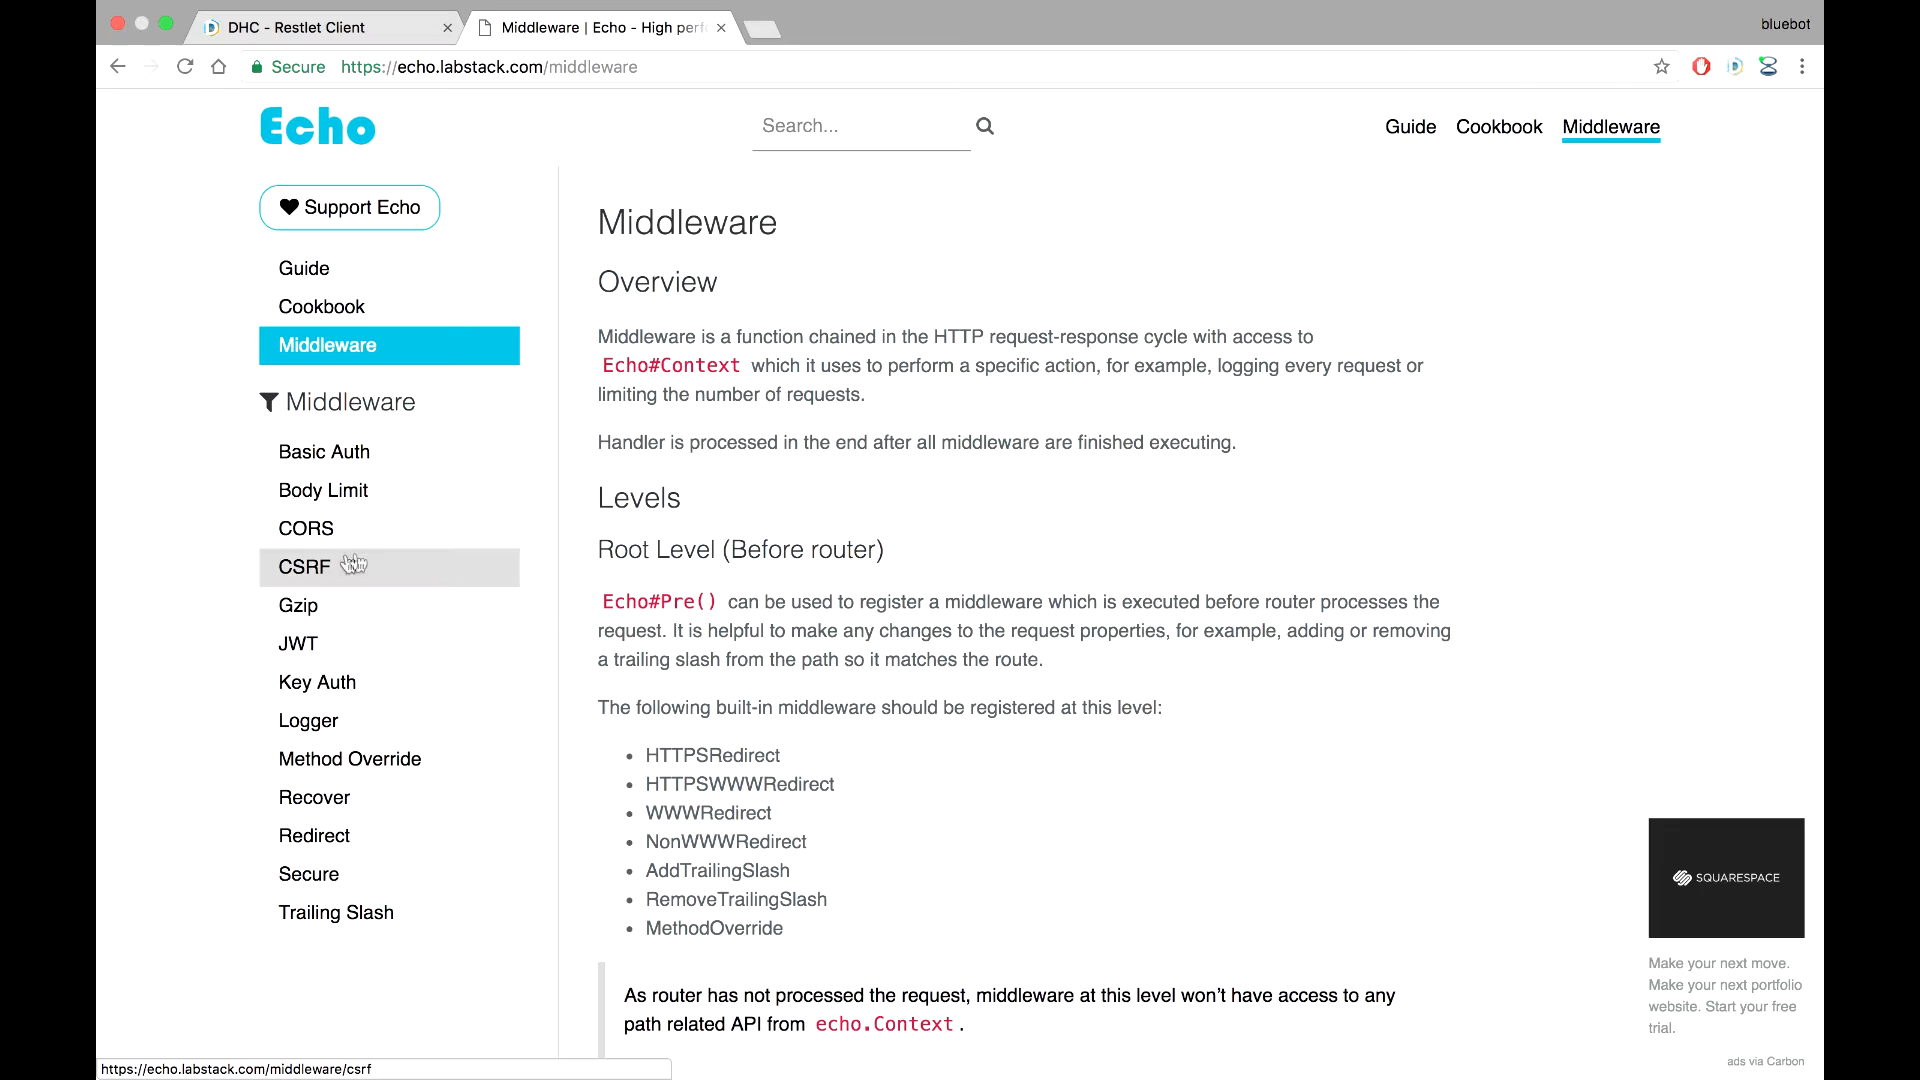 DHC - Restlet Client
Middleware | Echo - High perf
bluebot
Secure https://echo.labstack.com/middleware
Echo
Search...
Guide Cookbook Middleware
Support Echo
Guide
Cookbook
Middleware
Middleware
Basic Auth
Body Limit
CORS
CSRF
Gzip
JWT
Key Auth
Logger
Method Override
Recover
Redirect
Secure
Trailing Slash
Middleware
Overview
Middleware is a function chained in the HTTP request-response cycle with access to
Echo#Context which it uses to perform a specific action, for example, logging every request or
limiting the number of requests.
Handler is processed in the end after all middleware are finished executing.
Levels
Root Level (Before router)
Echo#Pre() can be used to register a middleware which is executed before router processes the
request. It is helpful to make any changes to the request properties, for example, adding or removing
a trailing slash from the path so it matches the route.
The following built-in middleware should be registered at this level:
• HTTPSRedirect
• HTTPSWWWRedirect
• WWWRedirect
• NonWWWRedirect
• AddTrailingSlash
• RemoveTrailingSlash
• MethodOverride
As router has not processed the request, middleware at this level won’t have access to any
path related API from echo.Context .
SQUARESPACE
Make your next move.
Make your next portfolio
website. Start your free
trial.
ads via Carbon
https://echo.labstack.com/middleware/csrf